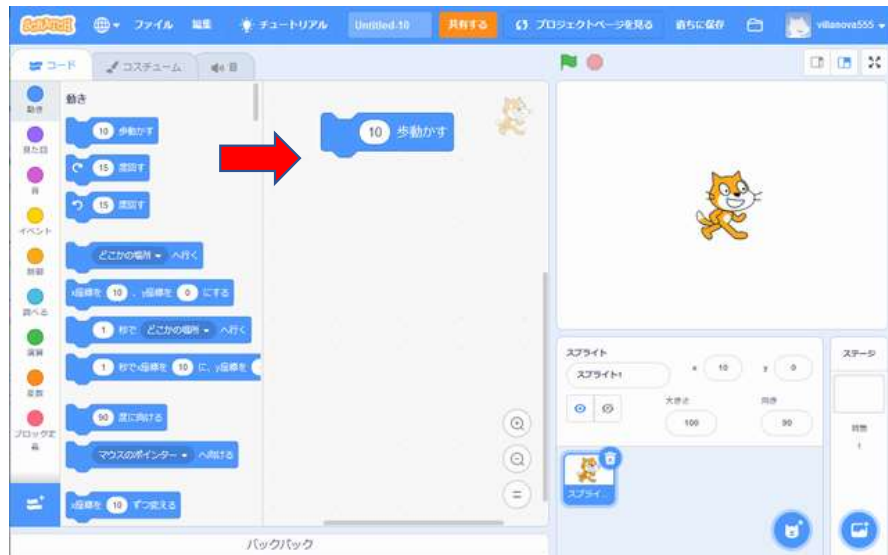 SCRATCH ファイル 編集 チュートリアル Untitled-10 共有する プロジェクトページを見る 直ちに保存 villanova555
コード コスチューム 音
動き
見た目
音
イベント
制御
調べる
演算
変数
ブロック定義
動き
10 歩動かす
15 度回す
15 度回す
どこかの場所 へ行く
x座標を 10 、y座標を 0 にする
1 秒で どこかの場所 へ行く
1 秒でx座標を 10 に、y座標を
90 度に向ける
マウスのポインター へ向ける
x座標を 10 ずつ変える
10 歩動かす
バックパック
スプライト
スプライト1 x 10 y 0
大きさ 向き
100 90
スプライ...
ステージ
背景
1